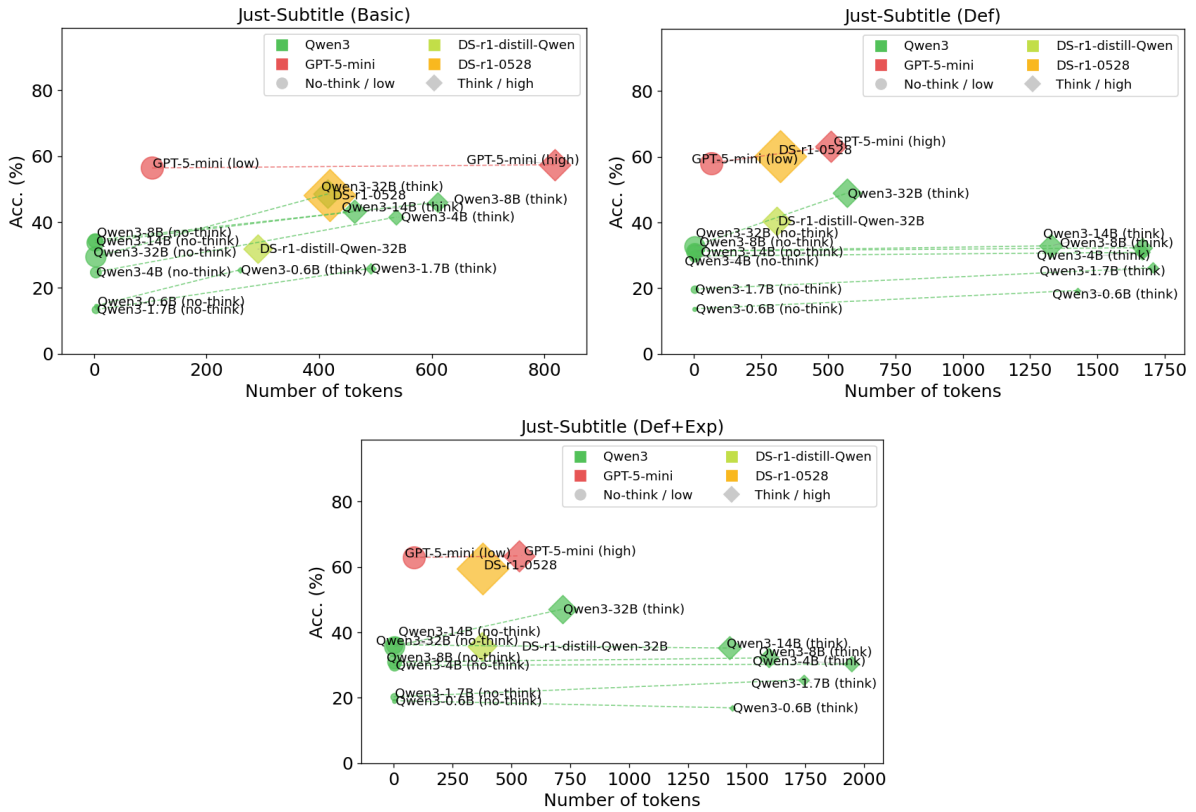 Just-Subtitle (Basic)
Acc. (%)
80
60
40
20
0
Qwen3
GPT-5-mini
No-think / low
DS-r1-distill-Qwen
DS-r1-0528
Think / high
GPT-5-mini (low)
GPT-5-mini (high)
Qwen3-32B (think)
DS-r1-0528
Qwen3-8B (think)
Qwen3-14B (think)
Qwen3-4B (think)
Qwen3-8B (no-think)
Qwen3-14B (no-think)
Qwen3-32B (no-think)
DS-r1-distill-Qwen-32B
Qwen3-4B (no-think)
Qwen3-0.6B (think)
Qwen3-1.7B (think)
Qwen3-0.6B (no-think)
Qwen3-1.7B (no-think)
0 200 400 600 800
Number of tokens
Just-Subtitle (Def)
Acc. (%)
80
60
40
20
0
Qwen3
GPT-5-mini
No-think / low
DS-r1-distill-Qwen
DS-r1-0528
Think / high
GPT-5-mini (high)
DS-r1-0528
GPT-5-mini (low)
Qwen3-32B (think)
DS-r1-distill-Qwen-32B
Qwen3-32B (no-think)
Qwen3-14B (think)
Qwen3-8B (no-think)
Qwen3-8B (think)
Qwen3-14B (no-think)
Qwen3-4B (think)
Qwen3-4B (no-think)
Qwen3-1.7B (think)
Qwen3-1.7B (no-think)
Qwen3-0.6B (think)
Qwen3-0.6B (no-think)
0 250 500 750 1000 1250 1500 1750
Number of tokens
Just-Subtitle (Def+Exp)
Acc. (%)
80
60
40
20
0
Qwen3
GPT-5-mini
No-think / low
DS-r1-distill-Qwen
DS-r1-0528
Think / high
GPT-5-mini (low)
GPT-5-mini (high)
DS-r1-0528
Qwen3-32B (think)
Qwen3-14B (no-think)
Qwen3-32B (no-think)
DS-r1-distill-Qwen-32B
Qwen3-14B (think)
Qwen3-8B (think)
Qwen3-8B (no-think)
Qwen3-4B (think)
Qwen3-4B (no-think)
Qwen3-1.7B (think)
Qwen3-1.7B (no-think)
Qwen3-0.6B (no-think)
Qwen3-0.6B (think)
0 250 500 750 1000 1250 1500 1750 2000
Number of tokens